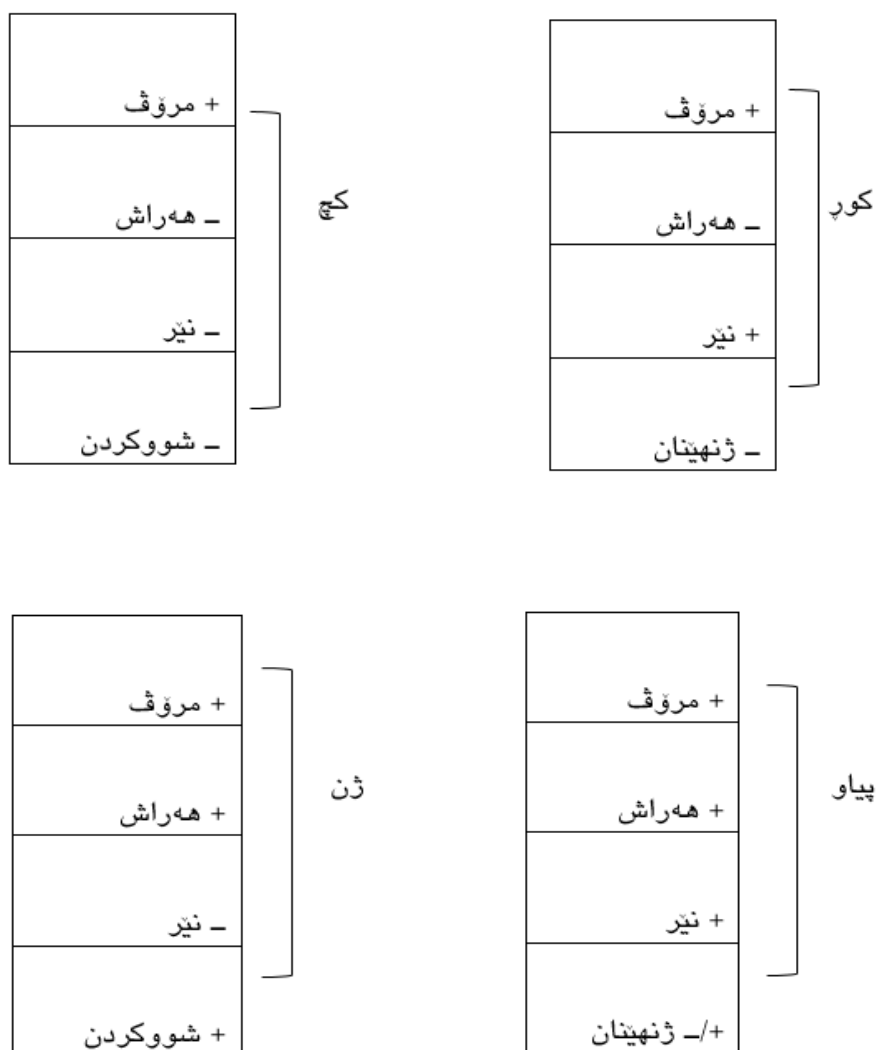 کوڕ
+ مرۆڤ
– هەراش
+ نێر
– ژنهێنان
کچ
+ مرۆڤ
– هەراش
– نێر
– شووکردن
پیاو
+ مرۆڤ
+ هەراش
+ نێر
+/– ژنهێنان
ژن
+ مرۆڤ
+ هەراش
– نێر
+ شووکردن